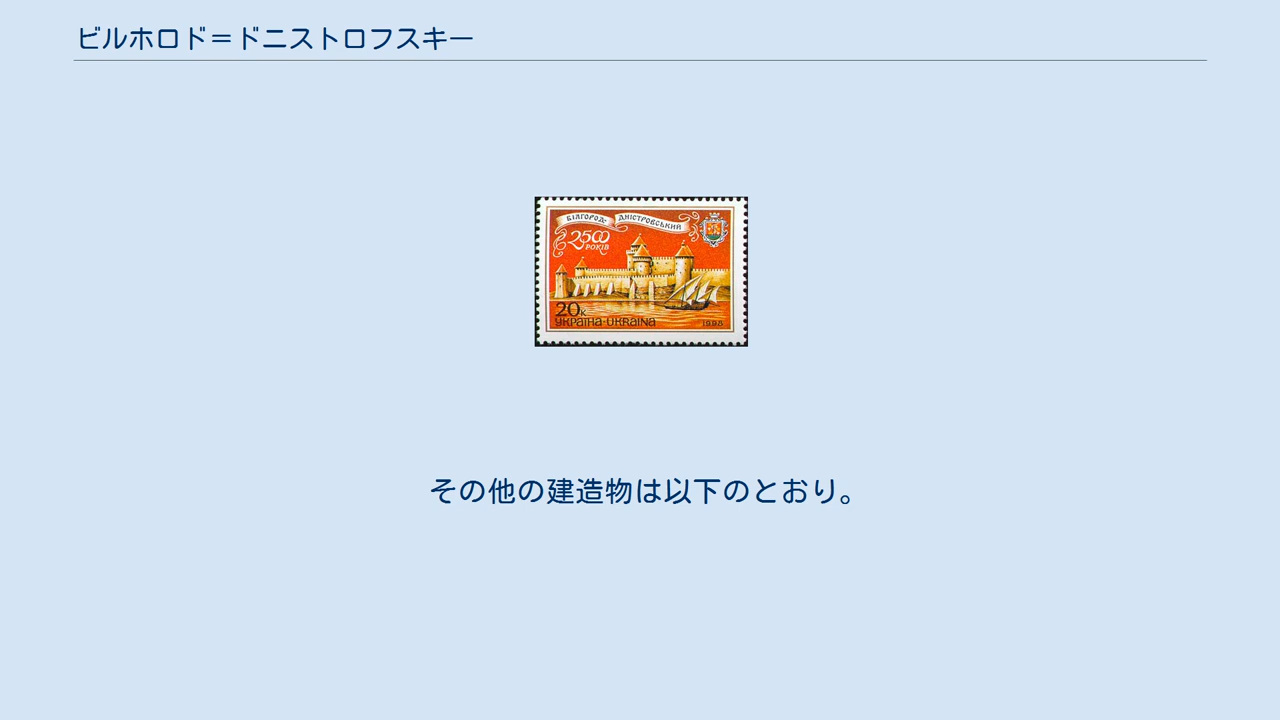 ビルホロド＝ドニストロフスキー
БІЛГОРОД-ДНІСТРОВСЬКИЙ
2500
РОКІВ
20к
УКРАЇНА·UKRAINA
1998
その他の建造物は以下のとおり。